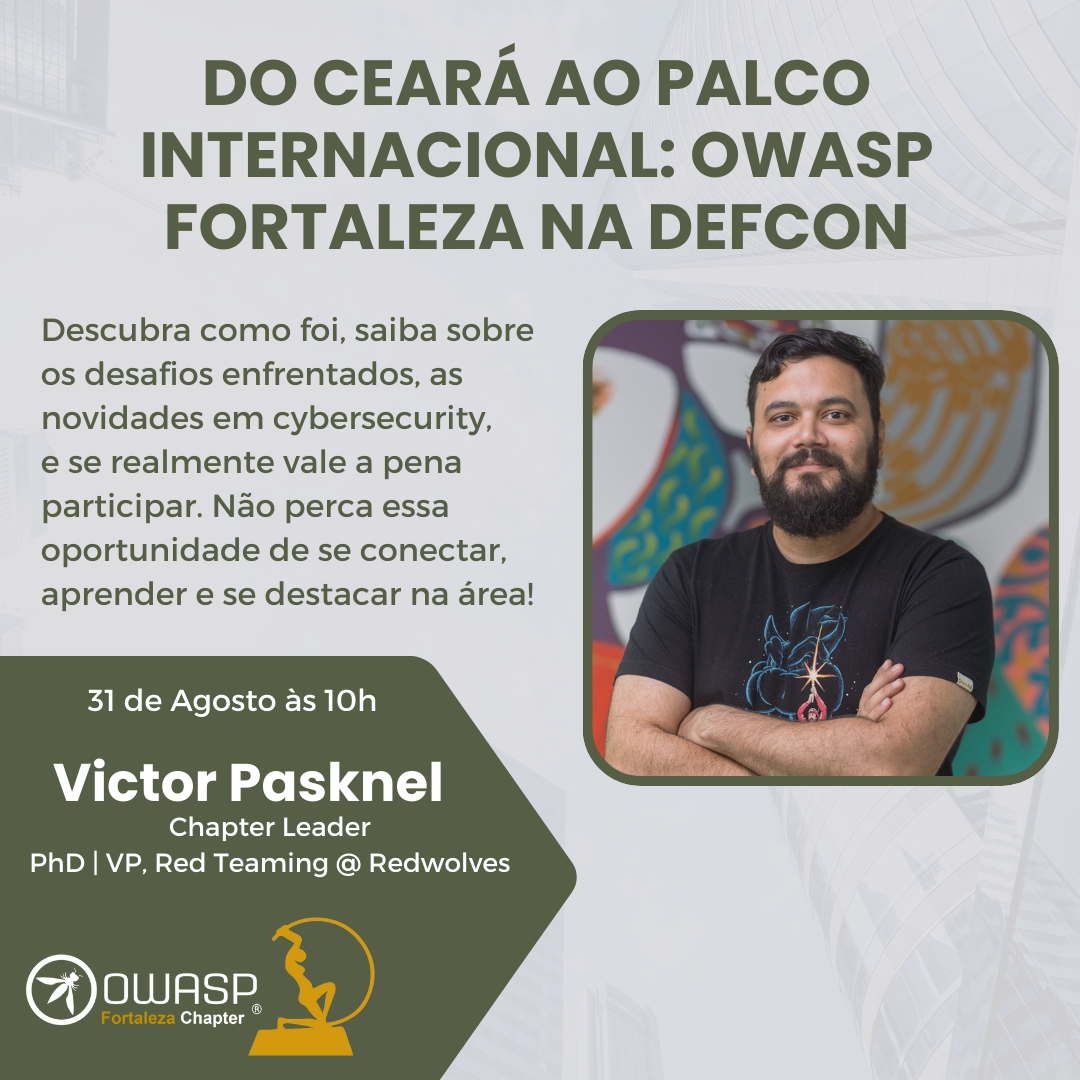 DO CEARÁ AO PALCO
INTERNACIONAL: OWASP
FORTALEZA NA DEFCON
Descubra como foi, saiba sobre
os desafios enfrentados, as
novidades em cybersecurity,
e se realmente vale a pena
participar. Não perca essa
oportunidade de se conectar,
aprender e se destacar na área!
31 de Agosto às 10h
Victor Pasknel
Chapter Leader
PhD | VP, Red Teaming @ Redwolves
OWASP®
Fortaleza Chapter